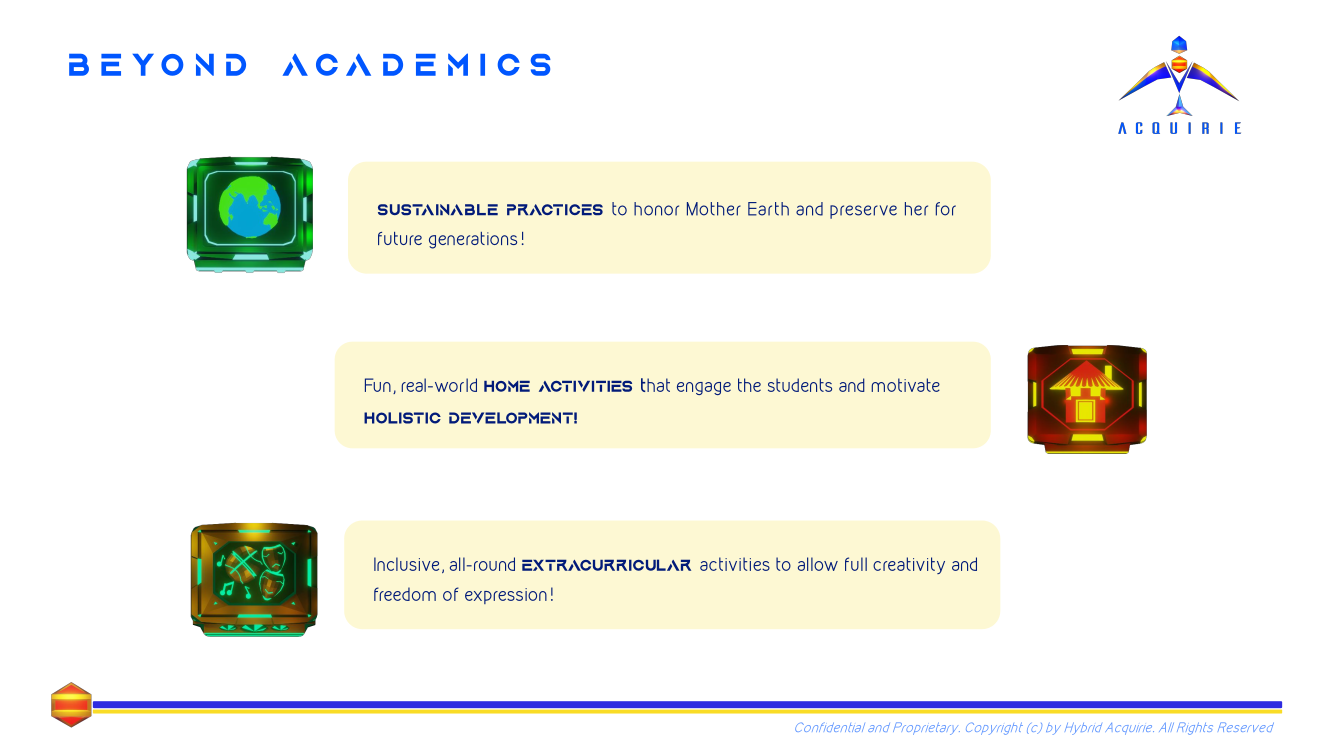 BEYOND ACADEMICS
ACQUIRIE
SUSTAINABLE PRACTICES to honor Mother Earth and preserve her for
future generations!
Fun, real-world HOME ACTIVITIES that engage the students and motivate
HOLISTIC DEVELOPMENT!
Inclusive, all-round EXTRACURRICULAR activities to allow full creativity and
freedom of expression!
Confidential and Proprietary. Copyright (c) by Hybrid Acquirie. All Rights Reserved